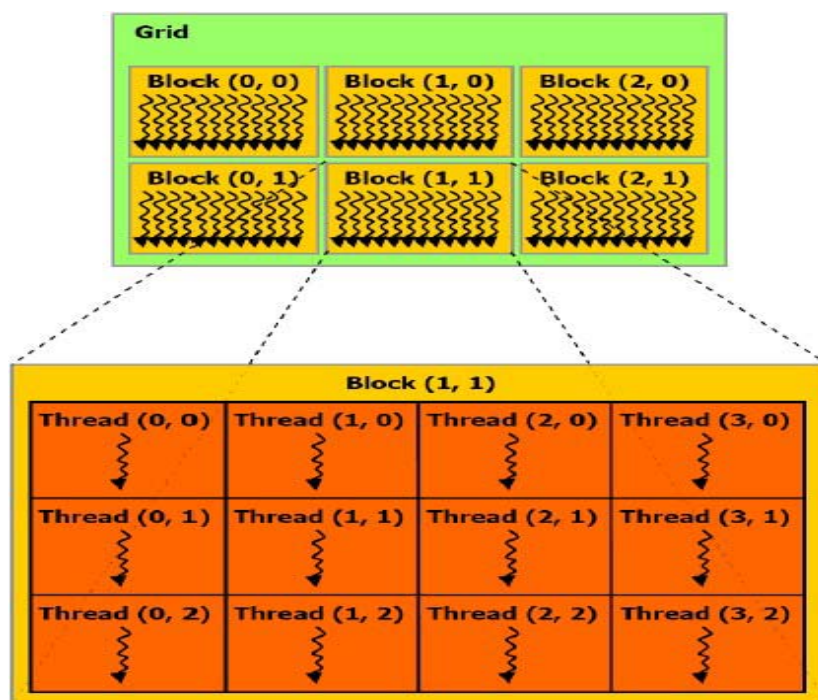 Grid
Block (0, 0) Block (1, 0) Block (2, 0)
Block (0, 1) Block (1, 1) Block (2, 1)
Block (1, 1)
Thread (0, 0) Thread (1, 0) Thread (2, 0) Thread (3, 0)
Thread (0, 1) Thread (1, 1) Thread (2, 1) Thread (3, 1)
Thread (0, 2) Thread (1, 2) Thread (2, 2) Thread (3, 2)